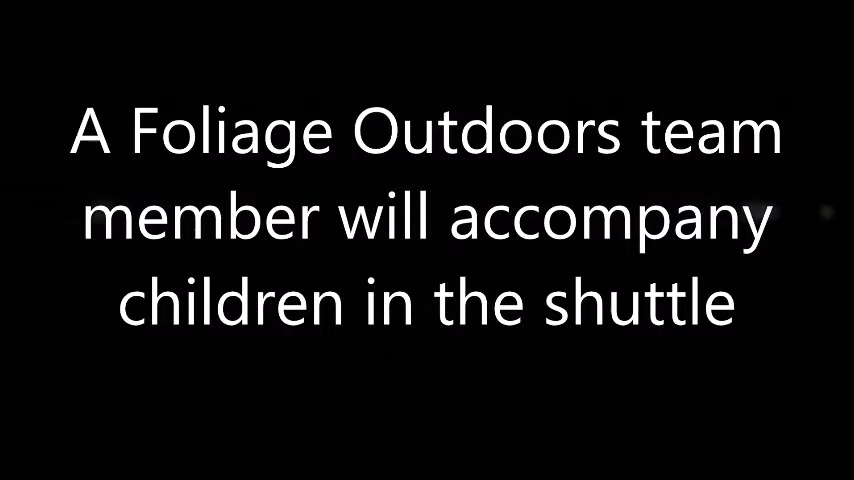 A Foliage Outdoors team
member will accompany
children in the shuttle